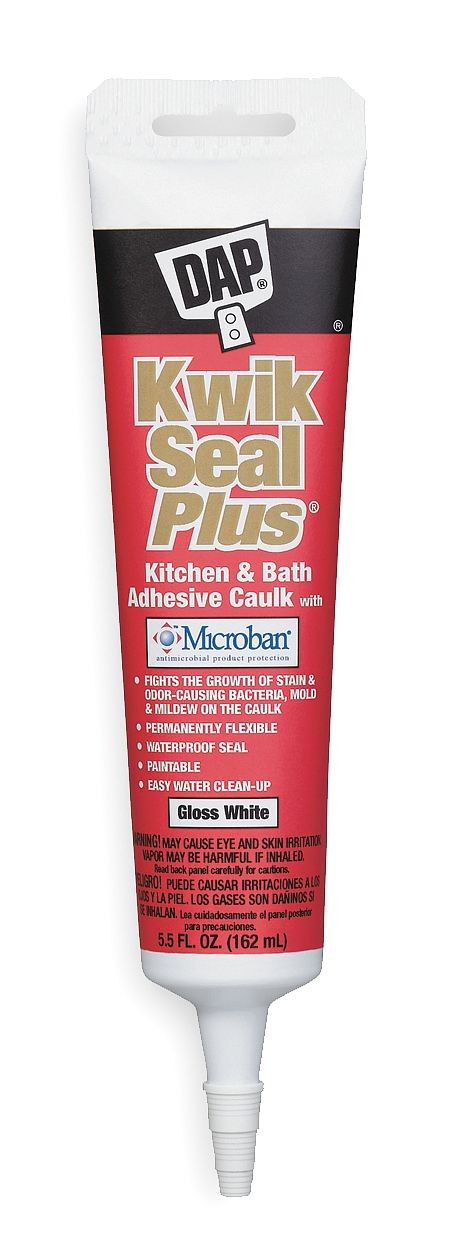 DAP®
®
Kwik
Seal
Plus®
Kitchen & Bath
Adhesive Caulk with
™Microban®
antimicrobial product protection
• FIGHTS THE GROWTH OF STAIN &
ODOR-CAUSING BACTERIA, MOLD
& MILDEW ON THE CAULK
• PERMANENTLY FLEXIBLE
• WATERPROOF SEAL
• PAINTABLE
• EASY WATER CLEAN-UP
Gloss White
WARNING! MAY CAUSE EYE AND SKIN IRRITATION.
VAPOR MAY BE HARMFUL IF INHALED.
Read back panel carefully for cautions.
¡PELIGRO! PUEDE CAUSAR IRRITACIONES A LOS
OJOS Y LA PIEL. LOS GASES SON DAÑINOS SI
SE INHALAN. Lea cuidadosamente el panel posterior
para precauciones.
5.5 FL. OZ. (162 mL)